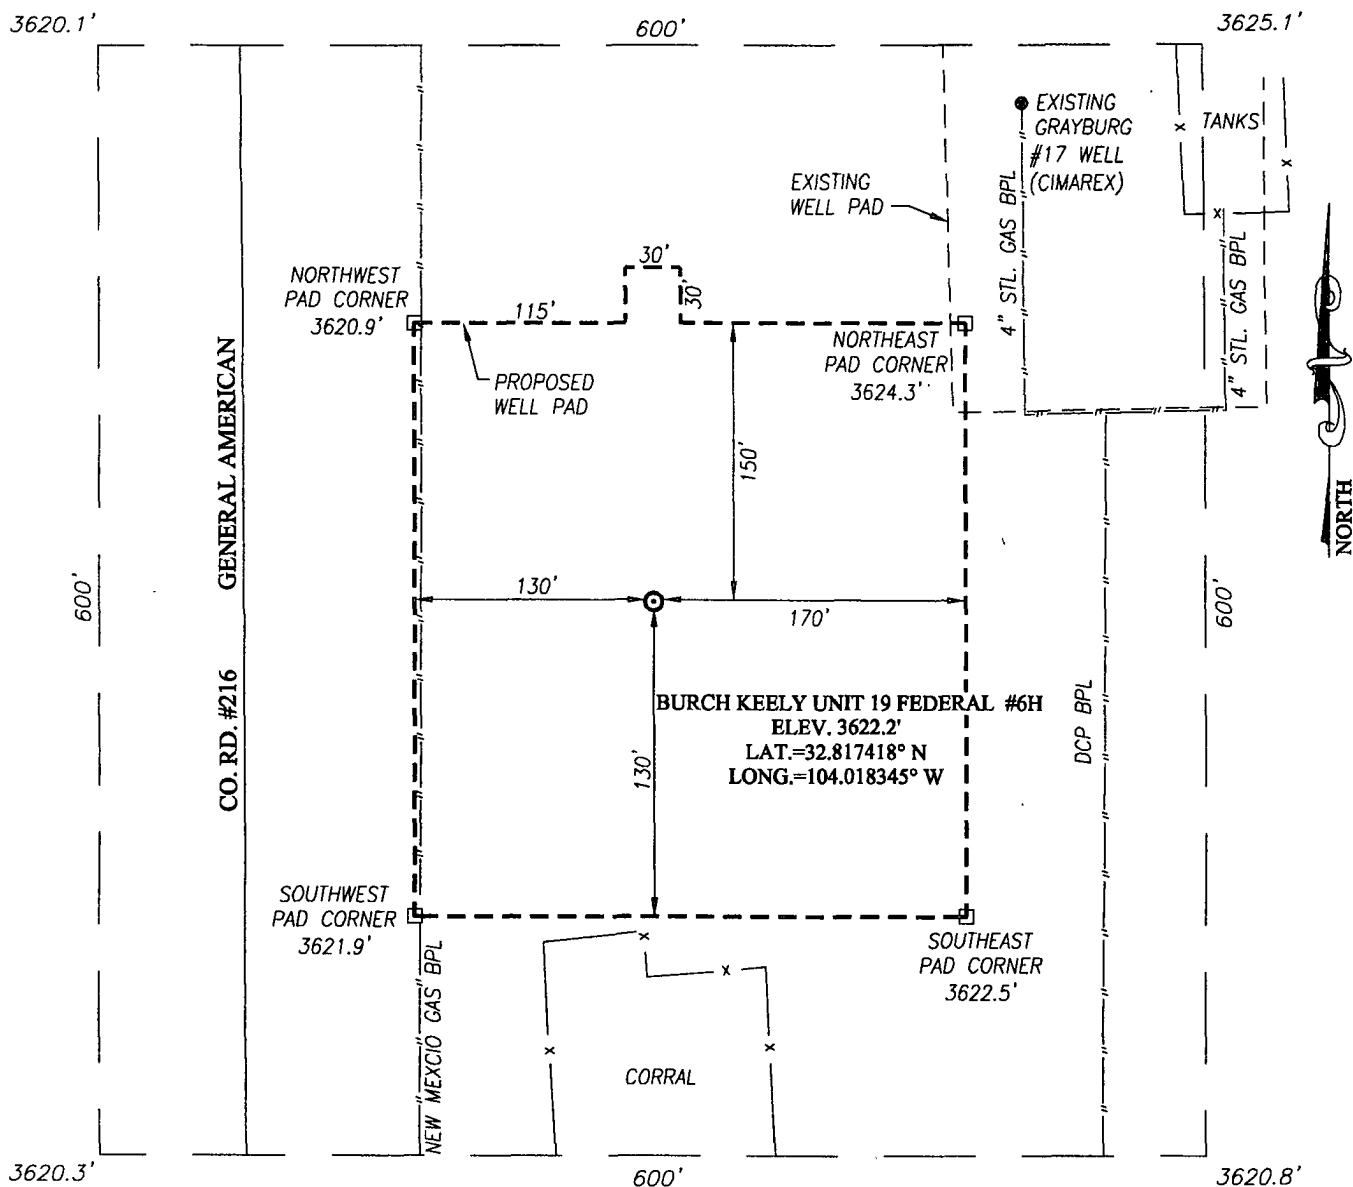 3620.1'
600'
3625.1'
EXISTING
GRAYBURG
#17 WELL
(CIMAREX)
TANKS
EXISTING
WELL PAD
4" STL. GAS BPL
4" STL. GAS BPL
30'
30'
NORTHWEST
PAD CORNER
3620.9'
115'
NORTHEAST
PAD CORNER
3624.3'
PROPOSED
WELL PAD
GENERAL AMERICAN
CO. RD. #216
150'
NORTH
600'
130'
170'
600'
BURCH KEELY UNIT 19 FEDERAL #6H
ELEV. 3622.2'
LAT.=32.817418° N
LONG.=104.018345° W
130'
DCP BPL
SOUTHWEST
PAD CORNER
3621.9'
SOUTHEAST
PAD CORNER
3622.5'
NEW MEXCIO GAS BPL
CORRAL
3620.3'
600'
3620.8'